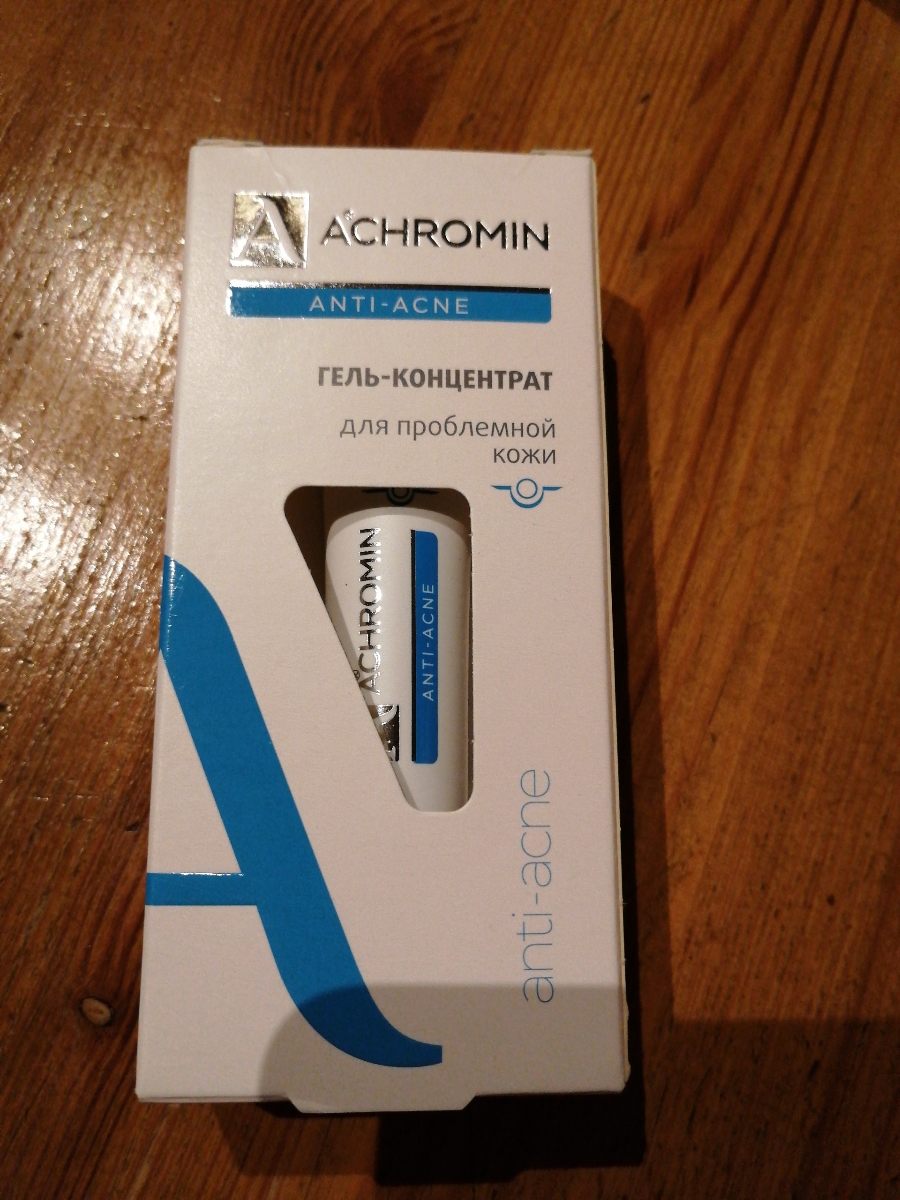 A ACHROMIN
ANTI-ACNE
ГЕЛЬ-КОНЦЕНТРАТ
для проблемной
кожи
ACHROMIN
ANTI-ACNE
anti-acne
A